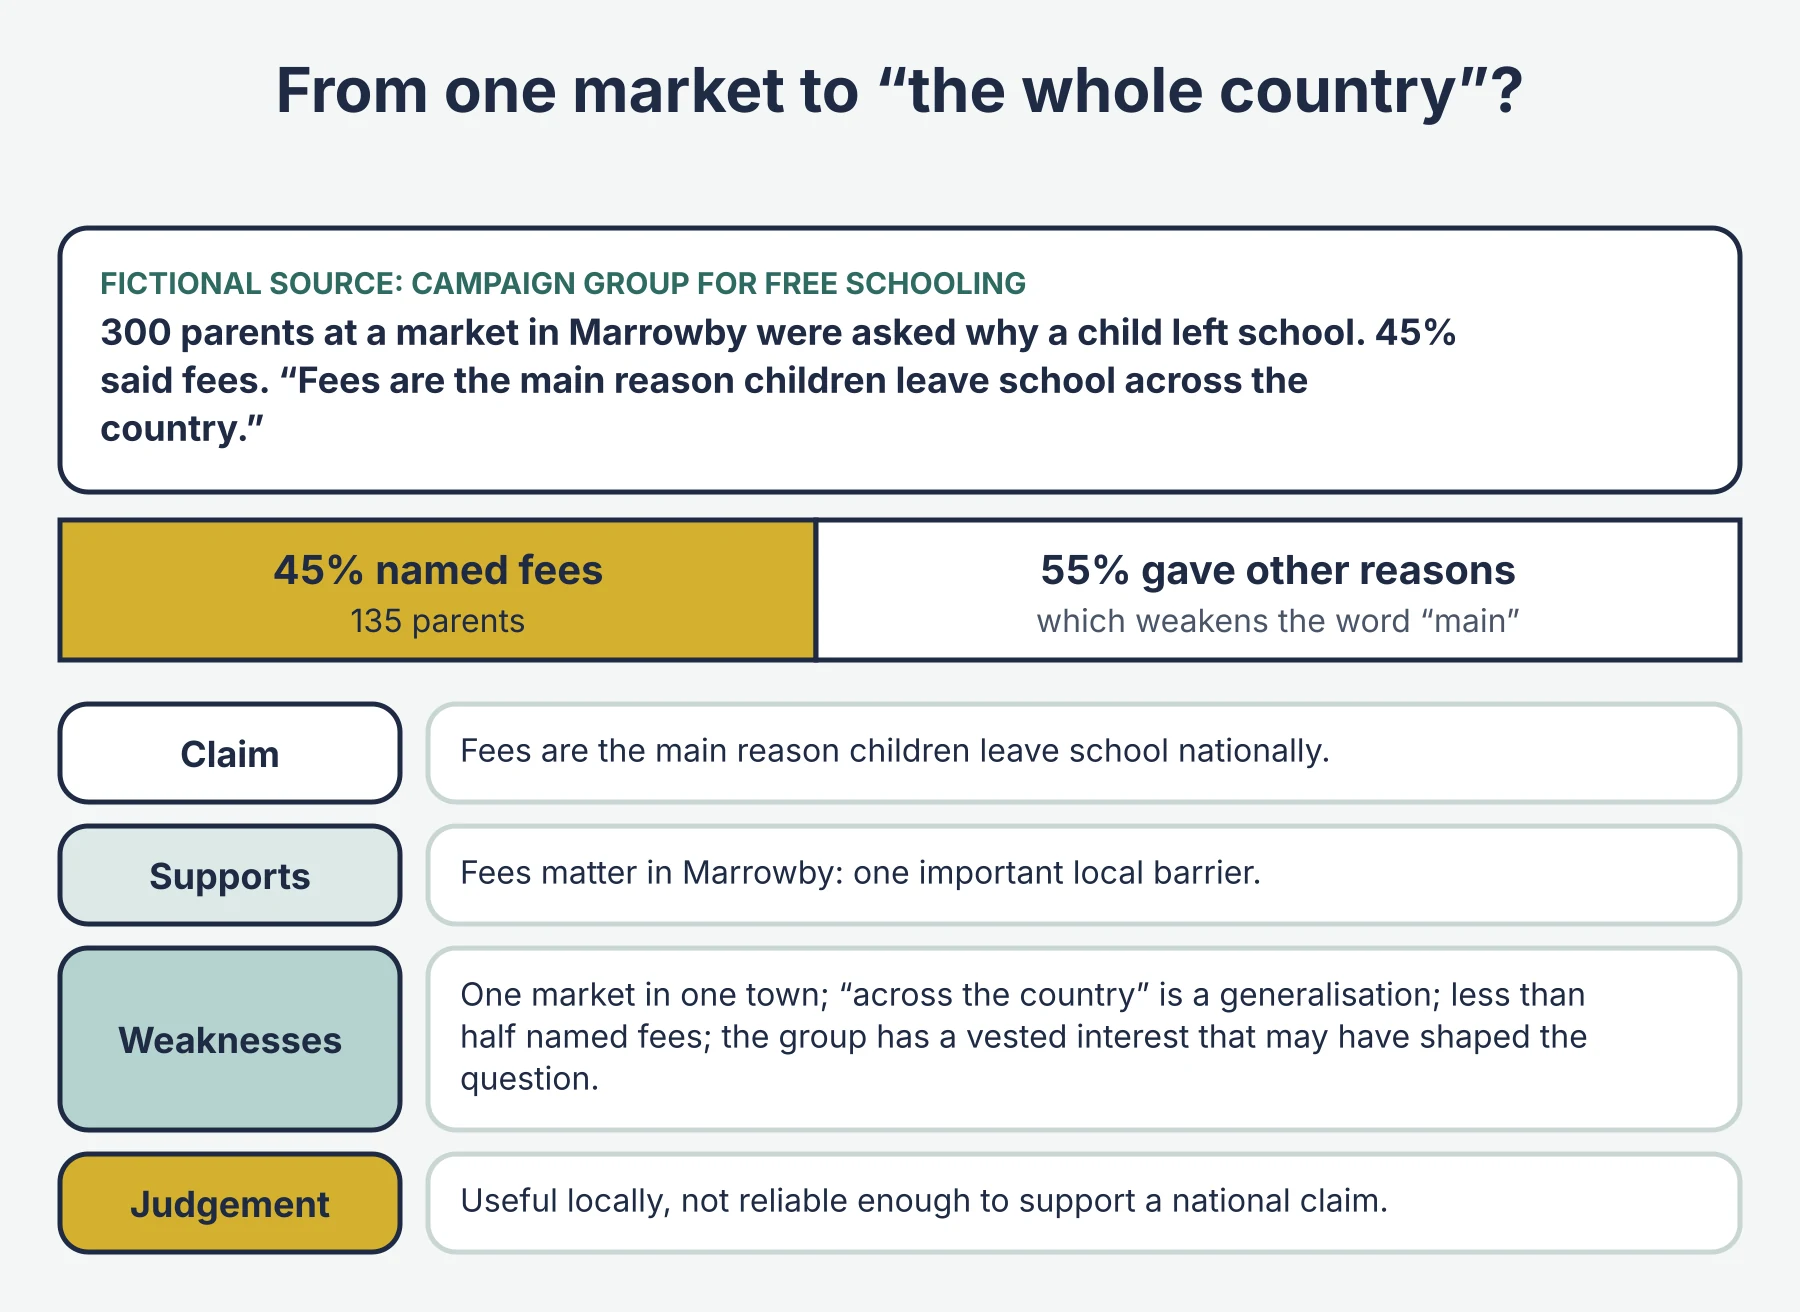 From one market to “the whole country”?
FICTIONAL SOURCE: CAMPAIGN GROUP FOR FREE SCHOOLING
300 parents at a market in Marrowby were asked why a child left school. 45%
said fees. “Fees are the main reason children leave school across the
country.”
45% named fees
135 parents
55% gave other reasons
which weakens the word “main”
Claim
Fees are the main reason children leave school nationally.
Supports
Fees matter in Marrowby: one important local barrier.
Weaknesses
One market in one town; “across the country” is a generalisation; less than
half named fees; the group has a vested interest that may have shaped the
question.
Judgement
Useful locally, not reliable enough to support a national claim.